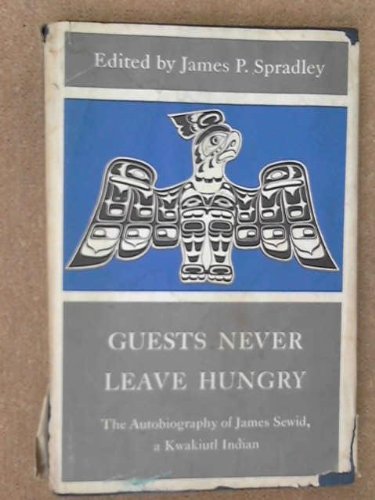 Edited by James P. Spradley
GUESTS NEVER
LEAVE HUNGRY
The Autobiography of James Sewid,
a Kwakiutl Indian